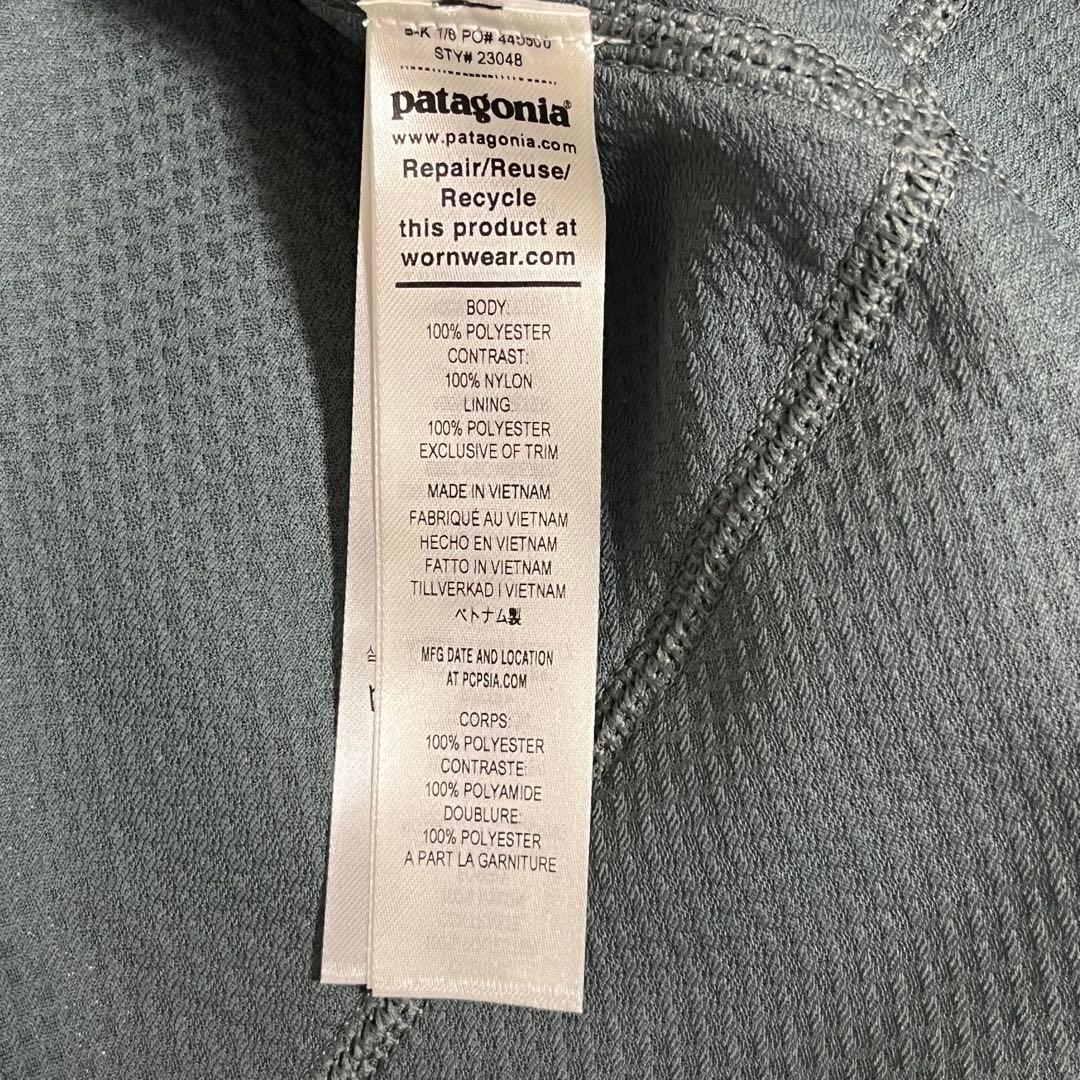 PO# 445500
STY# 23048
patagonia®
www.patagonia.com
Repair/Reuse/
Recycle
this product at
wornwear.com
BODY:
100% POLYESTER
CONTRAST:
100% NYLON
LINING:
100% POLYESTER
EXCLUSIVE OF TRIM
MADE IN VIETNAM
FABRIQUÉ AU VIETNAM
HECHO EN VIETNAM
FATTO IN VIETNAM
TILLVERKAD I VIETNAM
ベトナム製
MFG DATE AND LOCATION
AT PCPSIA.COM
CORPS:
100% POLYESTER
CONTRASTE:
100% POLYAMIDE
DOUBLURE:
100% POLYESTER
A PART LA GARNITURE